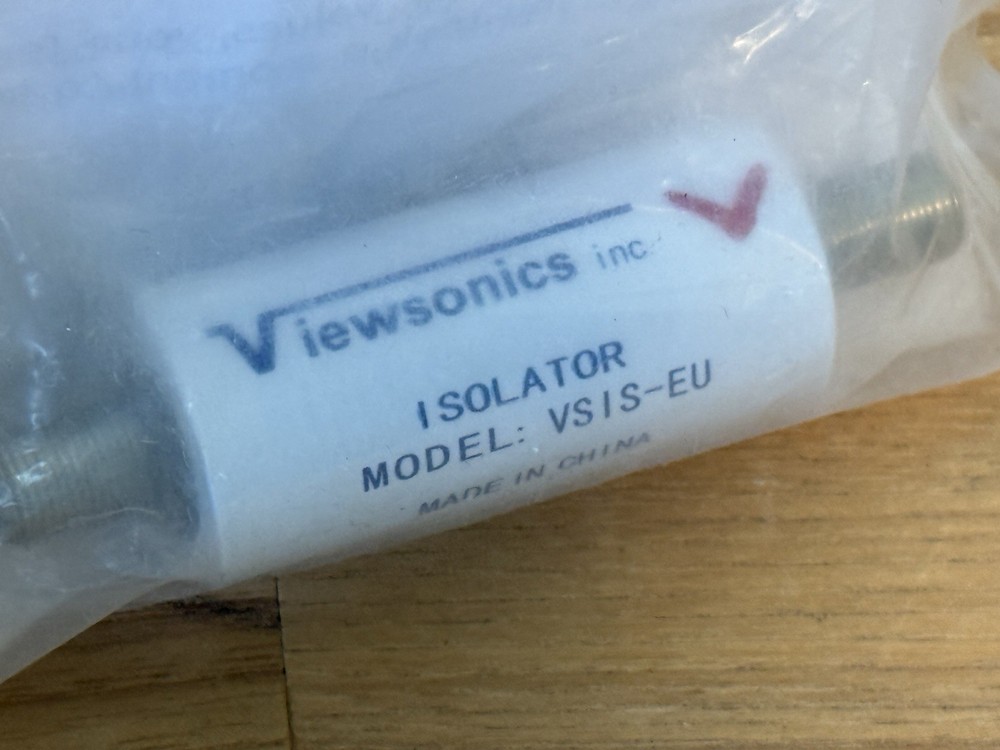 Viewsonics inc.
ISOLATOR
MODEL: VSIS-EU
MADE IN CHINA